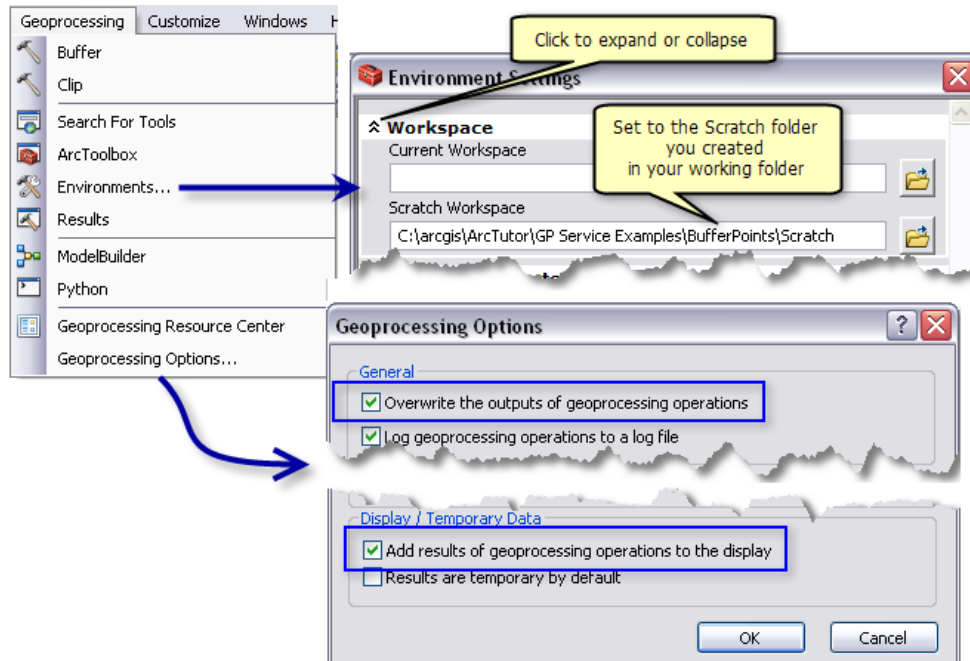 Geoprocessing Customize Windows
Buffer
Clip
Search For Tools
ArcToolbox
Environments...
Results
ModelBuilder
Python
Geoprocessing Resource Center
Geoprocessing Options...
Click to expand or collapse
Environment Settings
Workspace
Current Workspace
Set to the Scratch folder
you created
in your working folder
Scratch Workspace
C:\arcgis\ArcTutor\GP Service Examples\BufferPoints\Scratch
Geoprocessing Options
General
Overwrite the outputs of geoprocessing operations
Log geoprocessing operations to a log file
Display / Temporary Data
Add results of geoprocessing operations to the display
Results are temporary by default
OK Cancel